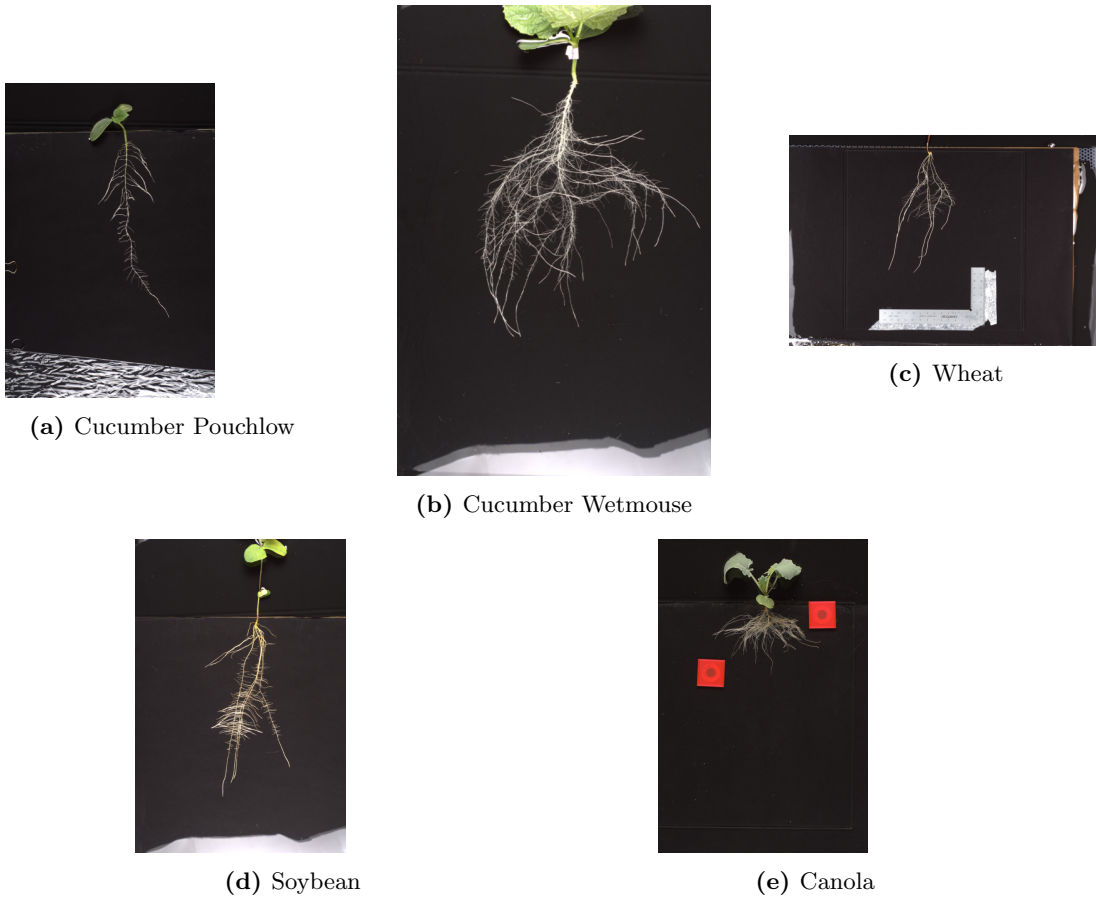 (a) Cucumber Pouchlow
(b) Cucumber Wetmouse
(c) Wheat
(d) Soybean
(e) Canola